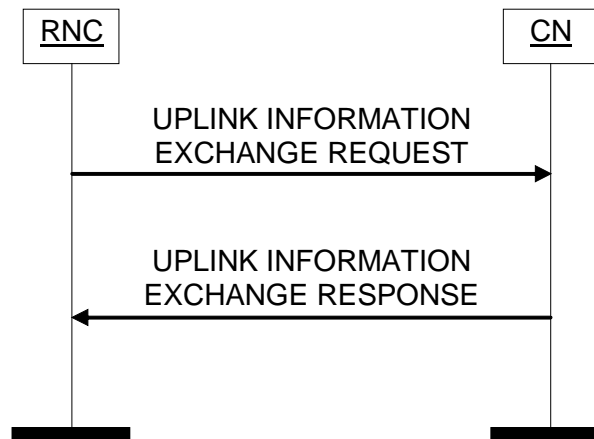 RNC
CN
UPLINK INFORMATION
EXCHANGE REQUEST
UPLINK INFORMATION
EXCHANGE RESPONSE